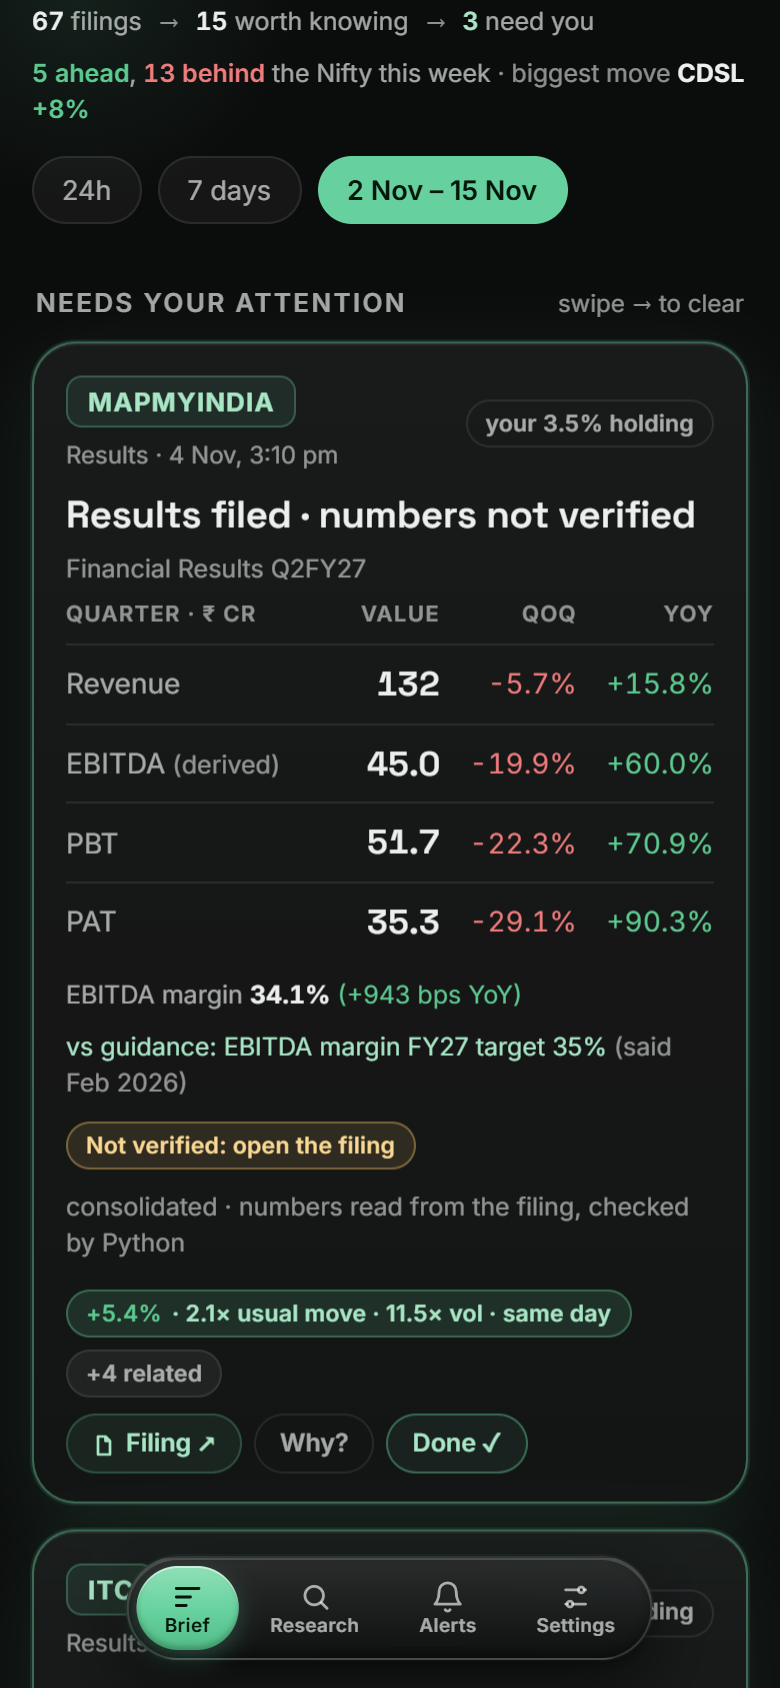 67 filings → 15 worth knowing → 3 need you
5 ahead, 13 behind the Nifty this week · biggest move CDSL
+8%
24h 7 days 2 Nov – 15 Nov
NEEDS YOUR ATTENTION swipe → to clear
MAPMYINDIA
your 3.5% holding
Results · 4 Nov, 3:10 pm
Results filed · numbers not verified
Financial Results Q2FY27
QUARTER · ₹ CR VALUE QOQ YOY
Revenue 132 -5.7% +15.8%
EBITDA (derived) 45.0 -19.9% +60.0%
PBT 51.7 -22.3% +70.9%
PAT 35.3 -29.1% +90.3%
EBITDA margin 34.1% (+943 bps YoY)
vs guidance: EBITDA margin FY27 target 35% (said
Feb 2026)
Not verified: open the filing
consolidated · numbers read from the filing, checked
by Python
+5.4% · 2.1× usual move · 11.5× vol · same day
+4 related
Filing ↗ Why? Done ✓
ITC
Results
Brief Research Alerts Settings